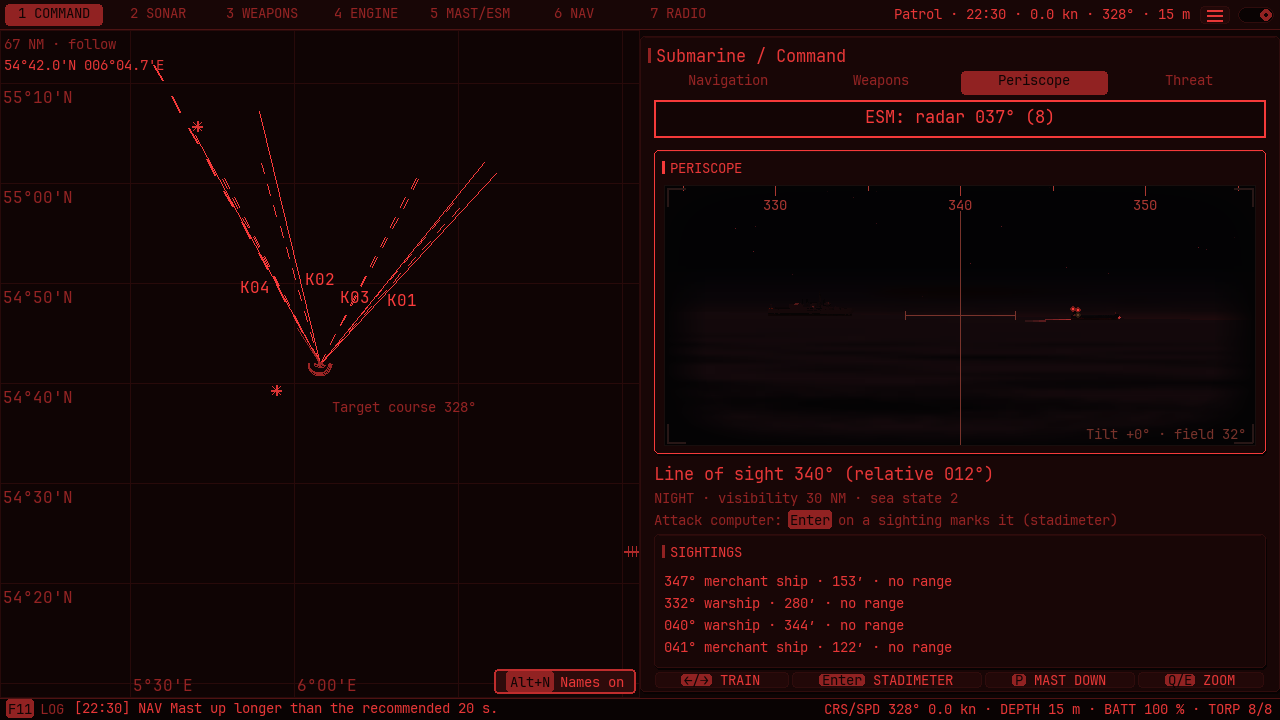 1 COMMAND 2 SONAR 3 WEAPONS 4 ENGINE 5 MAST/ESM 6 NAV 7 RADIO Patrol · 22:30 · 0.0 kn · 328° · 15 m
67 NM · follow
54°42.0'N 006°04.7'E
55°10'N
55°00'N
54°50'N
54°40'N
54°30'N
54°20'N
5°30'E 6°00'E
K04
K02
K03
K01
Target course 328°
Alt+N Names on
Submarine / Command
Navigation Weapons Periscope Threat
ESM: radar 037° (8)
PERISCOPE
330 340 350
Tilt +0° · field 32°
Line of sight 340° (relative 012°)
NIGHT · visibility 30 NM · sea state 2
Attack computer: Enter on a sighting marks it (stadimeter)
SIGHTINGS
347° merchant ship · 153′ · no range
332° warship · 280′ · no range
040° warship · 344′ · no range
041° merchant ship · 122′ · no range
←/→ TRAIN Enter STADIMETER P MAST DOWN Q/E ZOOM
F11 LOG [22:30] NAV Mast up longer than the recommended 20 s. CRS/SPD 328° 0.0 kn · DEPTH 15 m · BATT 100 % · TORP 8/8